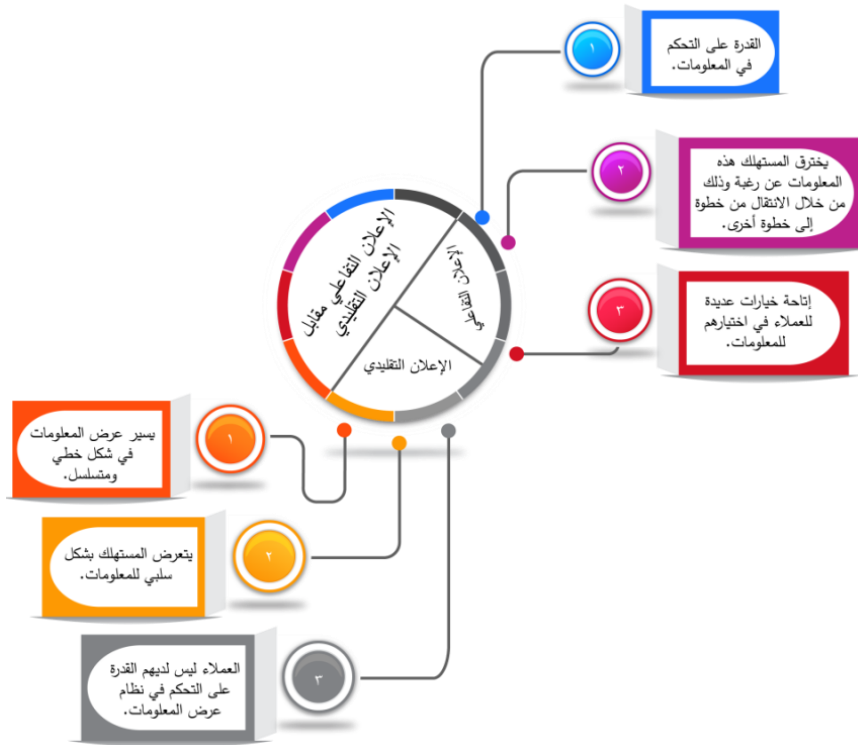 الإعلان التفاعلي مقابل
الإعلان التقليدي
الإعلان التفاعلي
١
القدرة على التحكم
في المعلومات.
٢
يخترق المستهلك هذه
المعلومات عن رغبة وذلك
من خلال الانتقال من خطوة
إلى خطوة أخرى.
٣
إتاحة خيارات عديدة
للعملاء في اختيارهم
للمعلومات.
الإعلان التقليدي
١
يسير عرض المعلومات
في شكل خطي
ومتسلسل.
٢
يتعرض المستهلك بشكل
سلبي للمعلومات.
٣
العملاء ليس لديهم القدرة
على التحكم في نظام
عرض المعلومات.